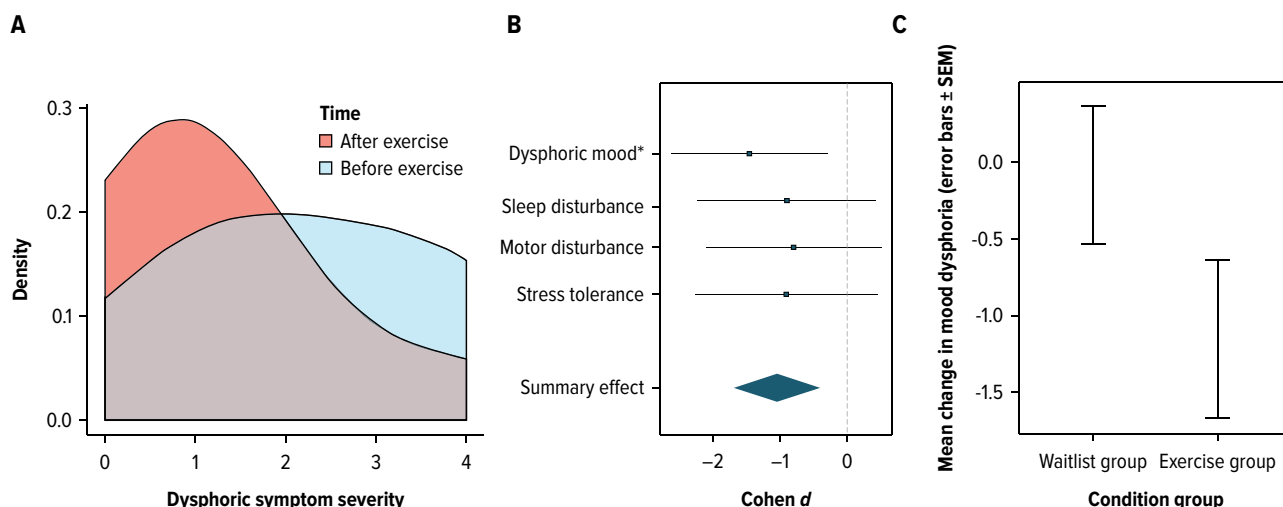 A
0.3
0.2
0.1
0.0
Density
Time
After exercise
Before exercise
0 1 2 3 4
Dysphoric symptom severity
B
Dysphoric mood*
Sleep disturbance
Motor disturbance
Stress tolerance
Summary effect
–2 –1 0
Cohen d
C
Mean change in mood dysphoria (error bars ± SEM)
0.0
-0.5
-1.0
-1.5
Waitlist group Exercise group
Condition group